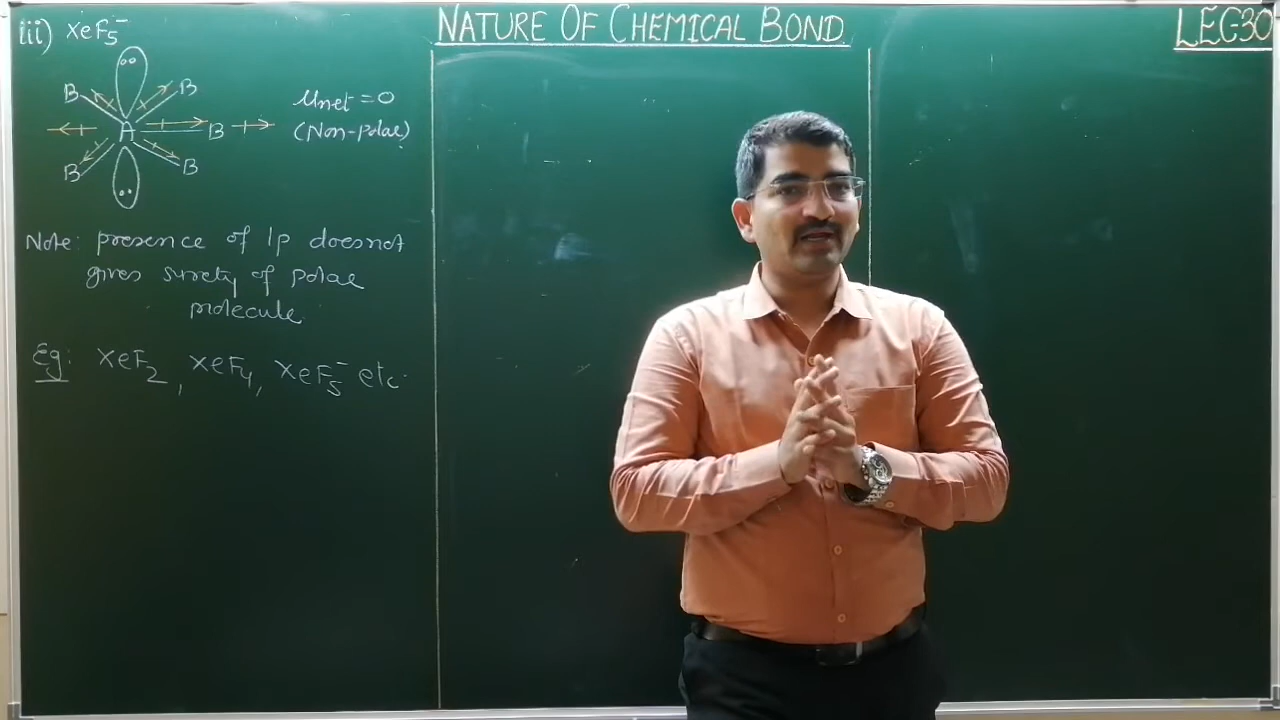 NATURE OF CHEMICAL BOND
LEC30
iii) XeF5⁻
B B
A B
B B
μnet = 0
(Non-polar)
Note: presence of lp doesnot
gives surety of polar
molecule
Eg: XeF2, XeF4, XeF5⁻ etc.